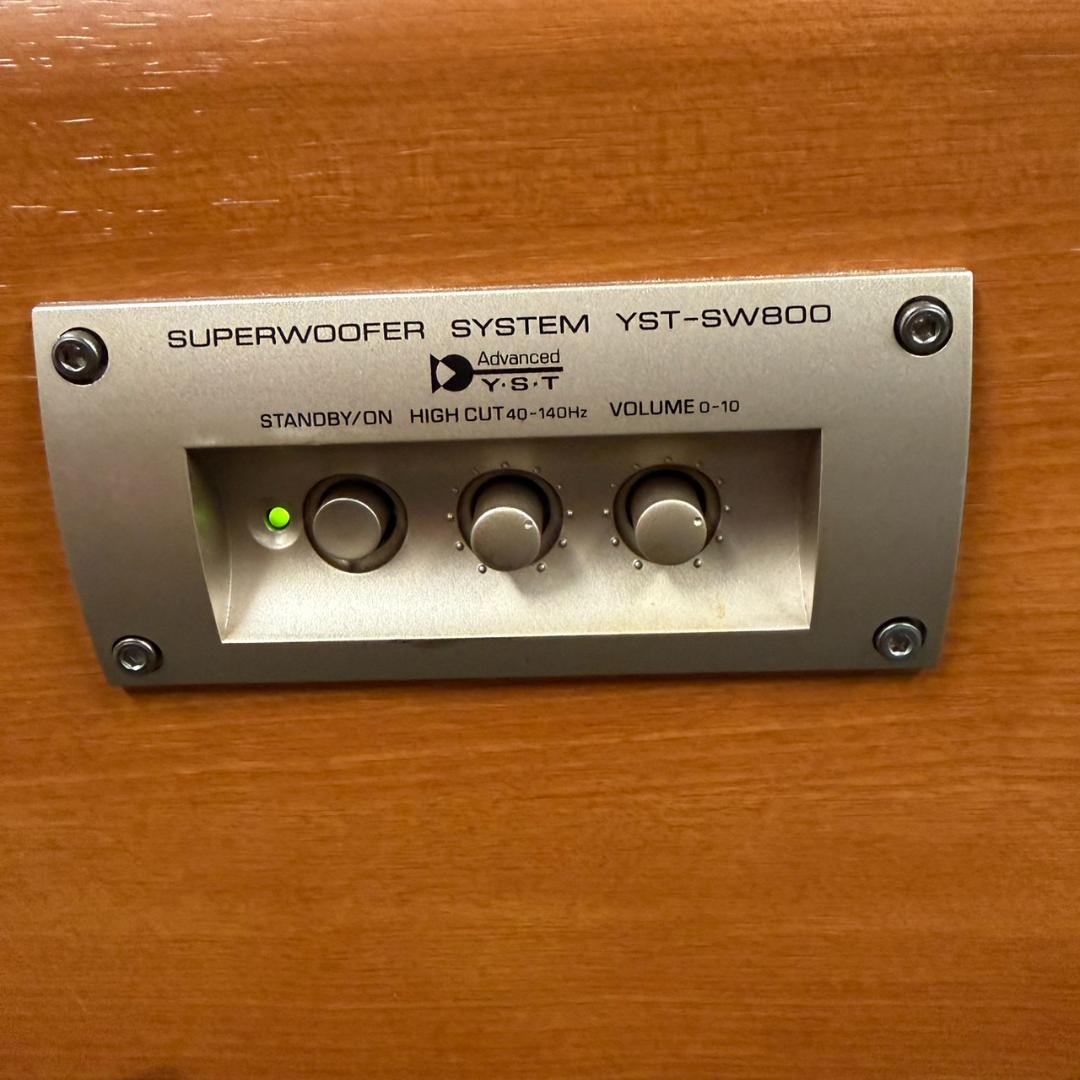 SUPERWOOFER SYSTEM YST-SW800
Advanced
Y·S·T
STANDBY/ON HIGH CUT 40-140Hz VOLUME 0-10